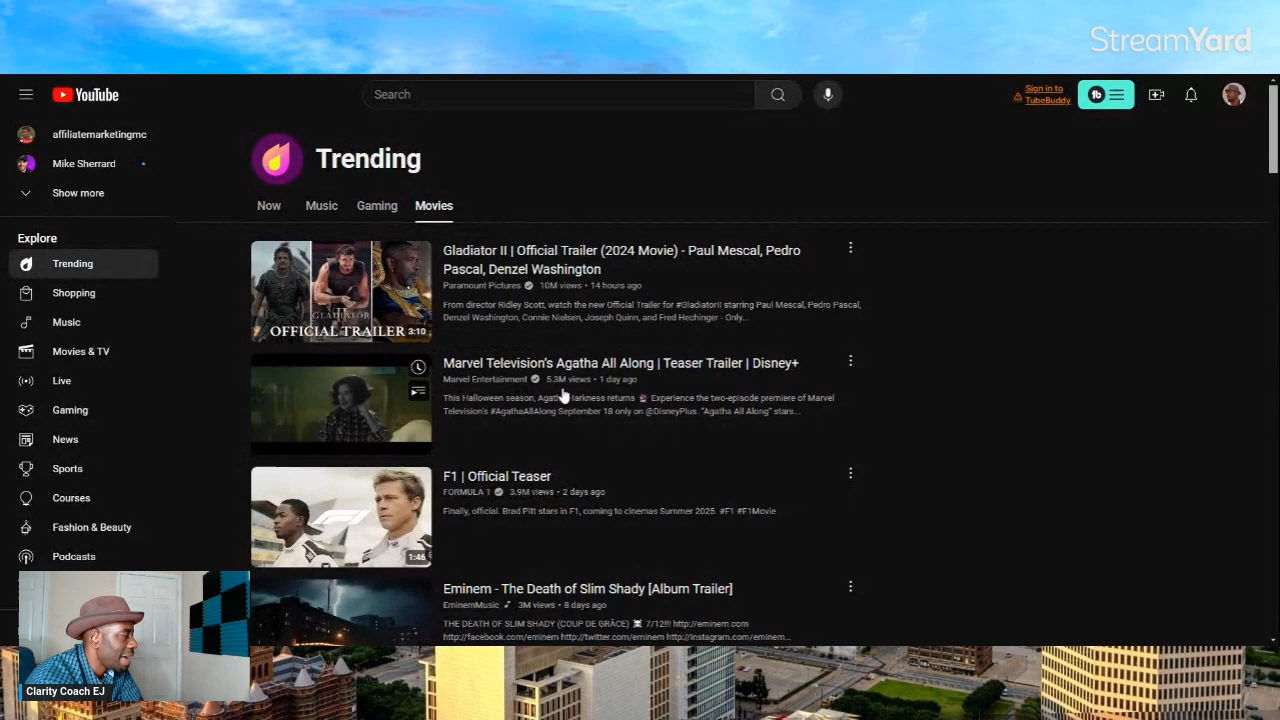 StreamYard
YouTube
Search
Sign in to
TubeBuddy
tb
affiliatemarketingmc
Mike Sherrard
Show more
Explore
Trending
Shopping
Music
Movies & TV
Live
Gaming
News
Sports
Courses
Fashion & Beauty
Podcasts
Trending
Now Music Gaming Movies
GLADIATOR
OFFICIAL TRAILER 3:10
Gladiator II | Official Trailer (2024 Movie) - Paul Mescal, Pedro
Pascal, Denzel Washington
Paramount Pictures 10M views • 14 hours ago
From director Ridley Scott, watch the new Official Trailer for #GladiatorII starring Paul Mescal, Pedro Pascal,
Denzel Washington, Connie Nielsen, Joseph Quinn, and Fred Hechinger - Only...
Marvel Television's Agatha All Along | Teaser Trailer | Disney+
Marvel Entertainment 5.3M views • 1 day ago
This Halloween season, Agatha Harkness returns Experience the two-episode premiere of Marvel
Television's #AgathaAllAlong September 18 only on @DisneyPlus. "Agatha All Along" stars...
1:46
F1 | Official Teaser
FORMULA 1 3.9M views • 2 days ago
Finally, official. Brad Pitt stars in F1, coming to cinemas Summer 2025. #F1 #F1Movie
Eminem - The Death of Slim Shady [Album Trailer]
EminemMusic 3M views • 8 days ago
THE DEATH OF SLIM SHADY (COUP DE GRÂCE) 7/12!!! http://eminem.com
http://facebook.com/eminem http://twitter.com/eminem http://instagram.com/eminem...
Clarity Coach EJ